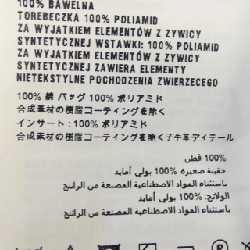 100% BAWEŁNA
TOREBECZKA 100% POLIAMID
ZA WYJĄTKIEM ELEMENTÓW Z ŻYWICY
SYNTETYCZNEJ WSTAWKI: 100% POLIAMID
ZA WYJĄTKIEM ELEMENTÓW Z ŻYWICY
SYNTETYCZNEJ ZAWIERA ELEMENTY
NIETEKSTYLNE POCHODZENIA ZWIERZĘCEGO
100% 綿 バッグ 100% ポリアミド
合成素材の樹脂コーティングを除く
インサート: 100% ポリアミド
合成素材の樹脂コーティングを除く子牛革ディテール
100% قطن
حقيبة صغيرة %100 بولي أمايد
باستثناء المواد الاصطناعية المصنعة من الراتنج
الولائج: %100 بولي أمايد
باستثناء المواد الاصطناعية المصنعة من الراتنج